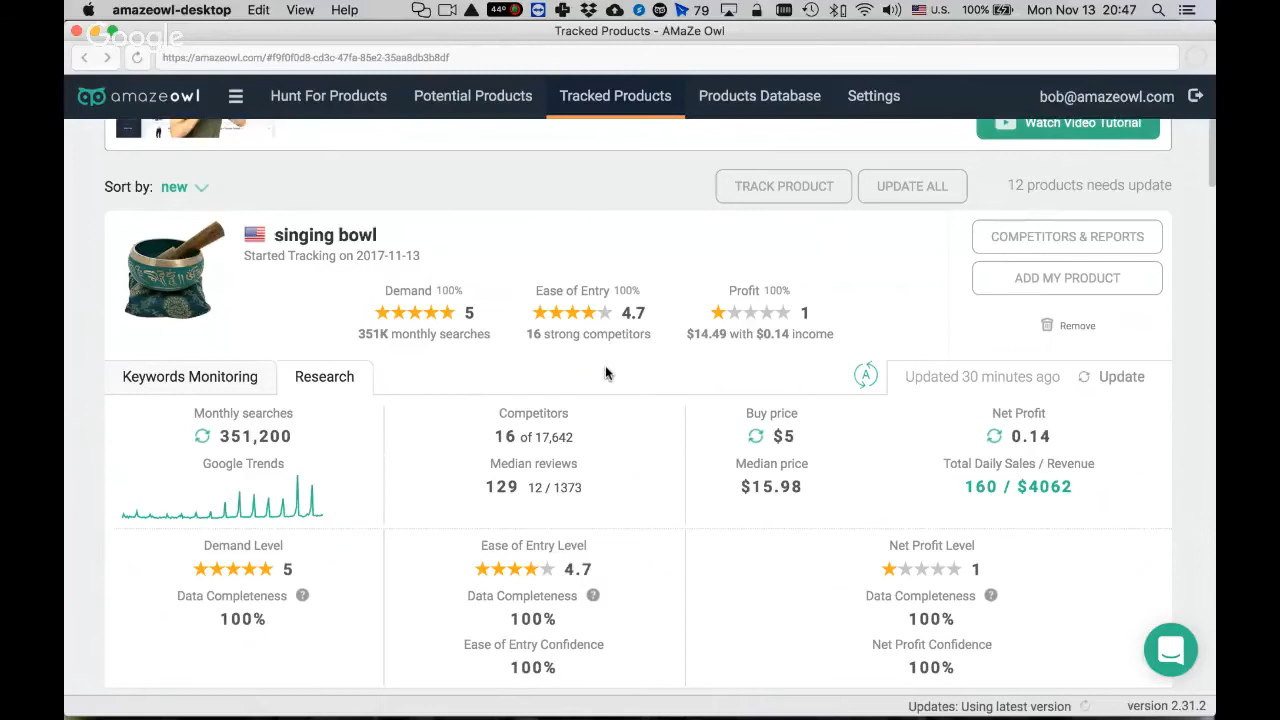 amazeowl-desktop Edit View Help 44° 79 U.S. 100% Mon Nov 13 20:47
Google
Tracked Products - AMaZe Owl
https://amazeowl.com/#f9f0f0d8-cd3c-47fa-85e2-35aa8db3b8df
amazeowl Hunt For Products Potential Products Tracked Products Products Database Settings bob@amazeowl.com
Watch Video Tutorial
Sort by: new TRACK PRODUCT UPDATE ALL 12 products needs update
singing bowl COMPETITORS & REPORTS
Started Tracking on 2017-11-13
ADD MY PRODUCT
Demand 100% Ease of Entry 100% Profit 100%
5 4.7 1
Remove
351K monthly searches 16 strong competitors $14.49 with $0.14 income
Keywords Monitoring Research A Updated 30 minutes ago Update
Monthly searches Competitors Buy price Net Profit
351,200 16 of 17,642 $5 0.14
Google Trends Median reviews Median price Total Daily Sales / Revenue
129 12 / 1373 $15.98 160 / $4062
Demand Level Ease of Entry Level Net Profit Level
5 4.7 1
Data Completeness ? Data Completeness ? Data Completeness ?
100% 100% 100%
Ease of Entry Confidence Net Profit Confidence
100% 100%
Updates: Using latest version version 2.31.2